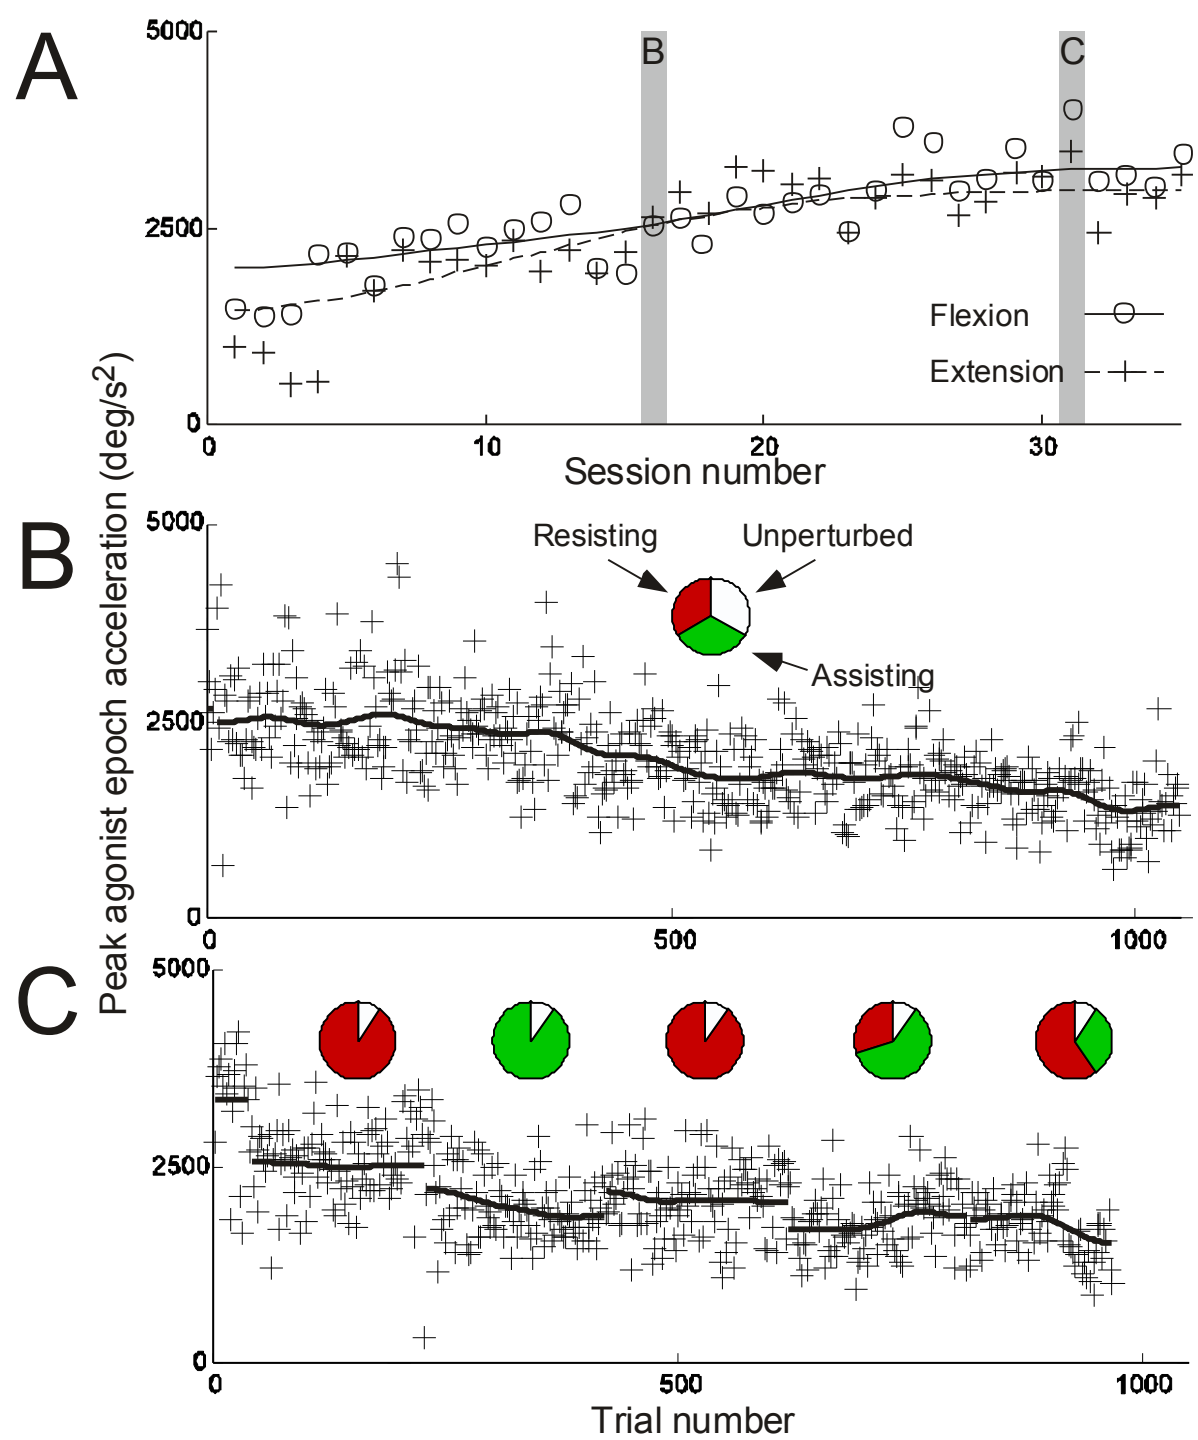 A
5000
2500
0
0
10
20
30
B
C
Flexion
Extension
Session number
Peak agonist epoch acceleration (deg/s2)
B
5000
2500
0
0
500
1000
Resisting
Unperturbed
Assisting
C
5000
2500
0
0
500
1000
Trial number